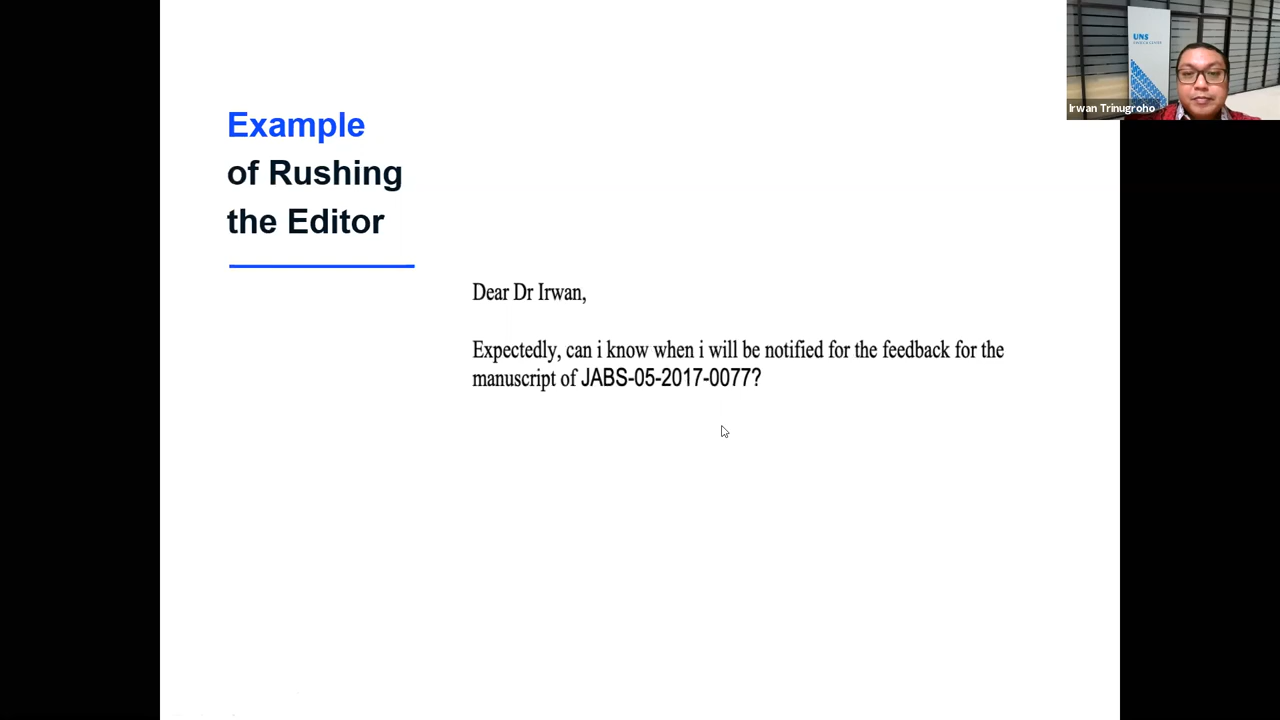 Example
of Rushing
the Editor
Dear Dr Irwan,
Expectedly, can i know when i will be notified for the feedback for the
manuscript of JABS-05-2017-0077?
UNS
Irwan Trinugroho